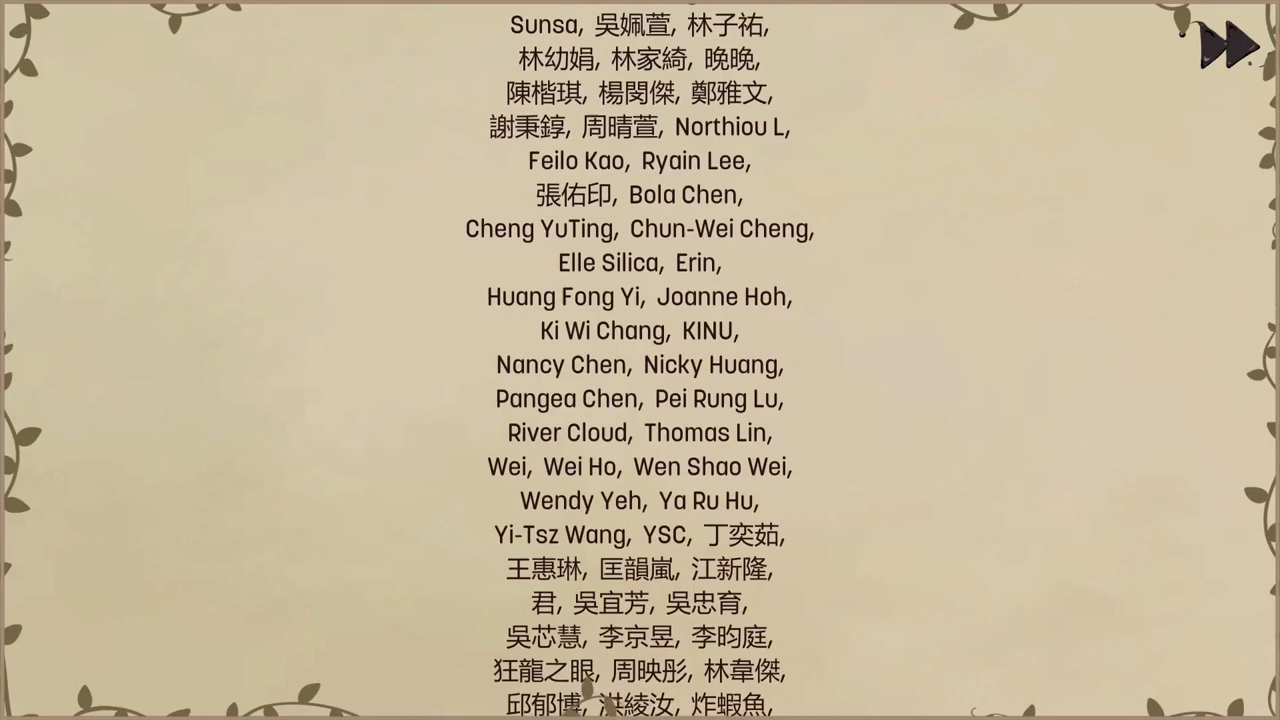 Sunsa, 吳姵萱, 林子祐,
林幼娟, 林家綺, 晚晚,
陳楷琪, 楊閔傑, 鄭雅文,
謝秉錞, 周晴萱, Northiou L,
Feilo Kao, Ryain Lee,
張佑印, Bola Chen,
Cheng YuTing, Chun-Wei Cheng,
Elle Silica, Erin,
Huang Fong Yi, Joanne Hoh,
Ki Wi Chang, KINU,
Nancy Chen, Nicky Huang,
Pangea Chen, Pei Rung Lu,
River Cloud, Thomas Lin,
Wei, Wei Ho, Wen Shao Wei,
Wendy Yeh, Ya Ru Hu,
Yi-Tsz Wang, YSC, 丁奕茹,
王惠琳, 匡韻嵐, 江新隆,
君, 吳宜芳, 吳忠育,
吳芯慧, 李京昱, 李昀庭,
狂龍之眼, 周映彤, 林韋傑,
邱郁博, 洪綾汝, 炸蝦魚,